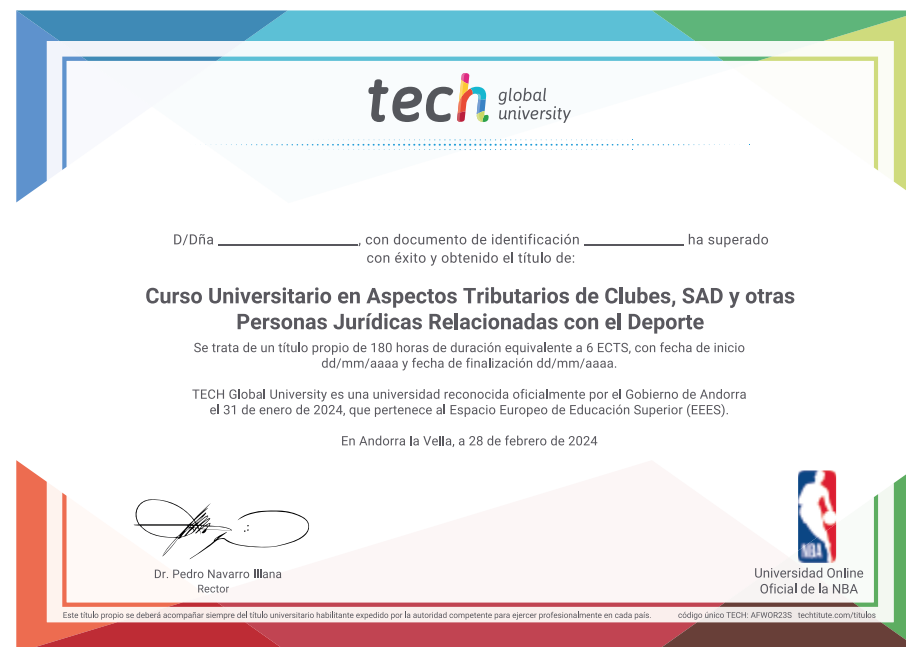 tech global university
D/Dña ____________________, con documento de identificación ______________ ha superado
con éxito y obtenido el título de:
Curso Universitario en Aspectos Tributarios de Clubes, SAD y otras
Personas Jurídicas Relacionadas con el Deporte
Se trata de un título propio de 180 horas de duración equivalente a 6 ECTS, con fecha de inicio
dd/mm/aaaa y fecha de finalización dd/mm/aaaa.
TECH Global University es una universidad reconocida oficialmente por el Gobierno de Andorra
el 31 de enero de 2024, que pertenece al Espacio Europeo de Educación Superior (EEES).
En Andorra la Vella, a 28 de febrero de 2024
Dr. Pedro Navarro Illana
Rector
NBA
Universidad Online
Oficial de la NBA
Este título propio se deberá acompañar siempre del título universitario habilitante expedido por la autoridad competente para ejercer profesionalmente en cada país. código único TECH: AFWOR23S techtitute.com/titulos